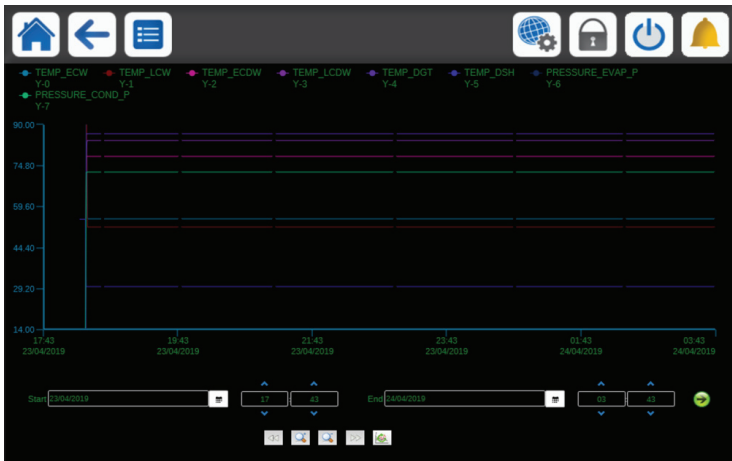 TEMP_ECW TEMP_LCW TEMP_ECDW TEMP_LCDW TEMP_DGT TEMP_DSH PRESSURE_EVAP_P
Y-0 Y-1 Y-2 Y-3 Y-4 Y-5 Y-6
PRESSURE_COND_P
Y-7
90.00
74.80
59.60
44.40
29.20
14.00
17:43 19:43 21:43 23:43 01:43 03:43
23/04/2019 23/04/2019 23/04/2019 23/04/2019 24/04/2019 24/04/2019
Start 23/04/2019 17 : 43 End 24/04/2019 03 : 43